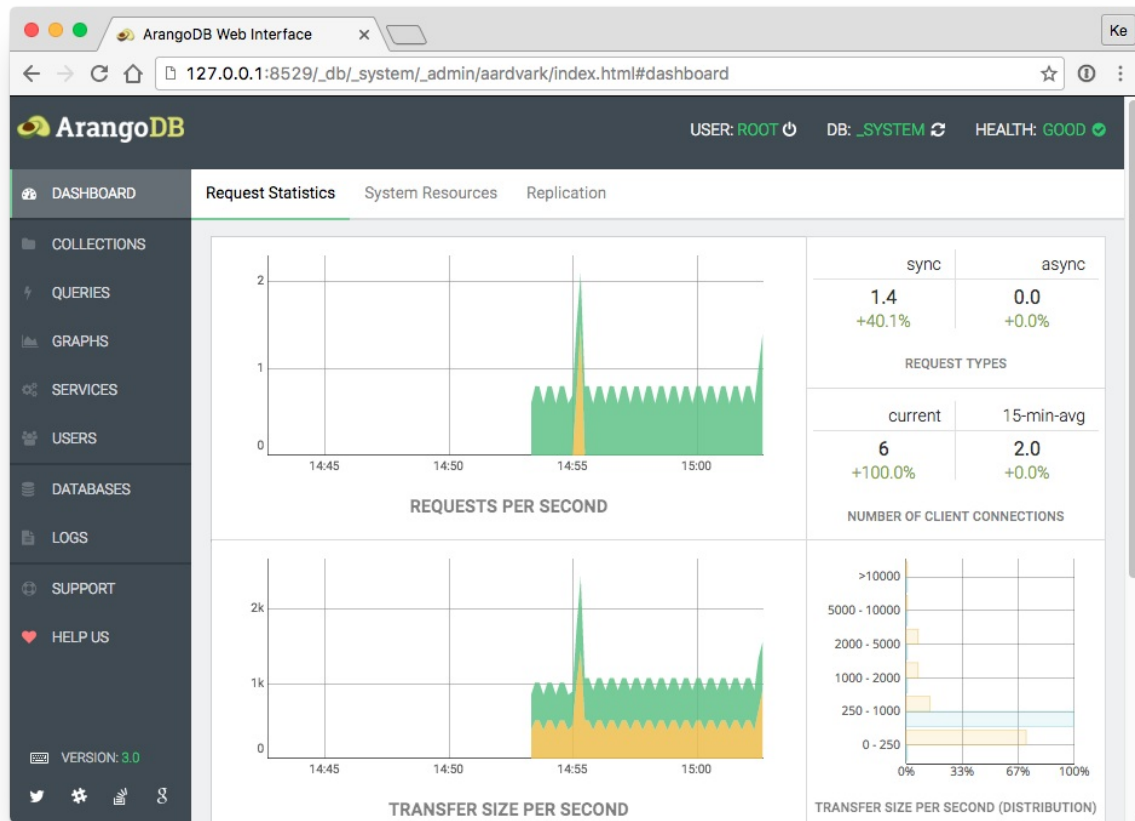 ArangoDB Web Interface
Ke
127.0.0.1:8529/_db/_system/_admin/aardvark/index.html#dashboard
ArangoDB
USER: ROOT
DB: _SYSTEM
HEALTH: GOOD
DASHBOARD
COLLECTIONS
QUERIES
GRAPHS
SERVICES
USERS
DATABASES
LOGS
SUPPORT
HELP US
VERSION: 3.0
Request Statistics
System Resources
Replication
2
1
0
14:45 14:50 14:55 15:00
REQUESTS PER SECOND
sync async
1.4 0.0
+40.1% +0.0%
REQUEST TYPES
current 15-min-avg
6 2.0
+100.0% +0.0%
NUMBER OF CLIENT CONNECTIONS
2k
1k
0
14:45 14:50 14:55 15:00
TRANSFER SIZE PER SECOND
>10000
5000 - 10000
2000 - 5000
1000 - 2000
250 - 1000
0 - 250
0% 33% 67% 100%
TRANSFER SIZE PER SECOND (DISTRIBUTION)